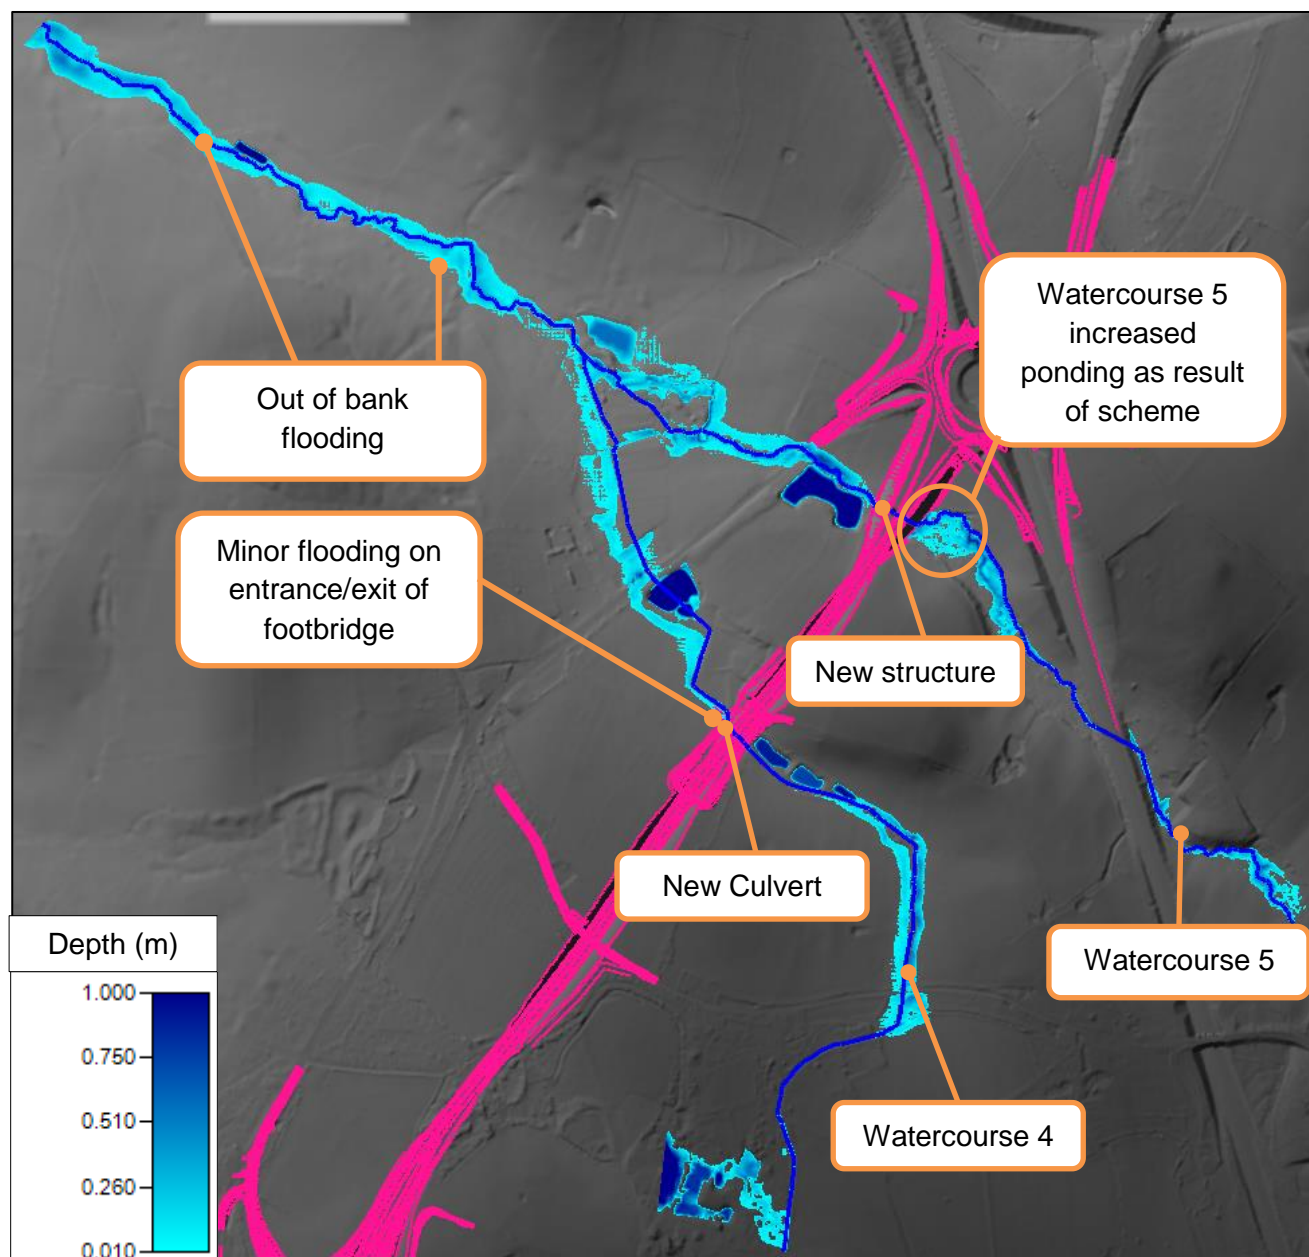 Watercourse 5
increased
ponding as result
of scheme
Out of bank
flooding
Minor flooding on
entrance/exit of
footbridge
New structure
New Culvert
Watercourse 5
Watercourse 4
Depth (m)
1.000
0.750
0.510
0.260
0.010